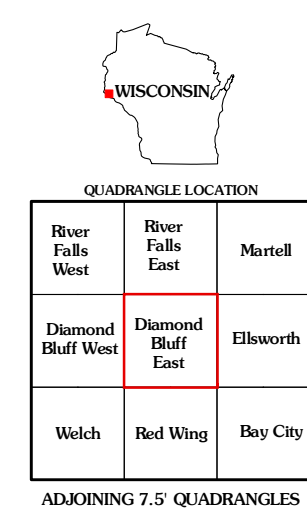 WISCONSIN
QUADRANGLE LOCATION
River
Falls
West
River
Falls
East
Martell
Diamond
Bluff West
Diamond
Bluff
East
Ellsworth
Welch
Red Wing
Bay City
ADJOINING 7.5' QUADRANGLES